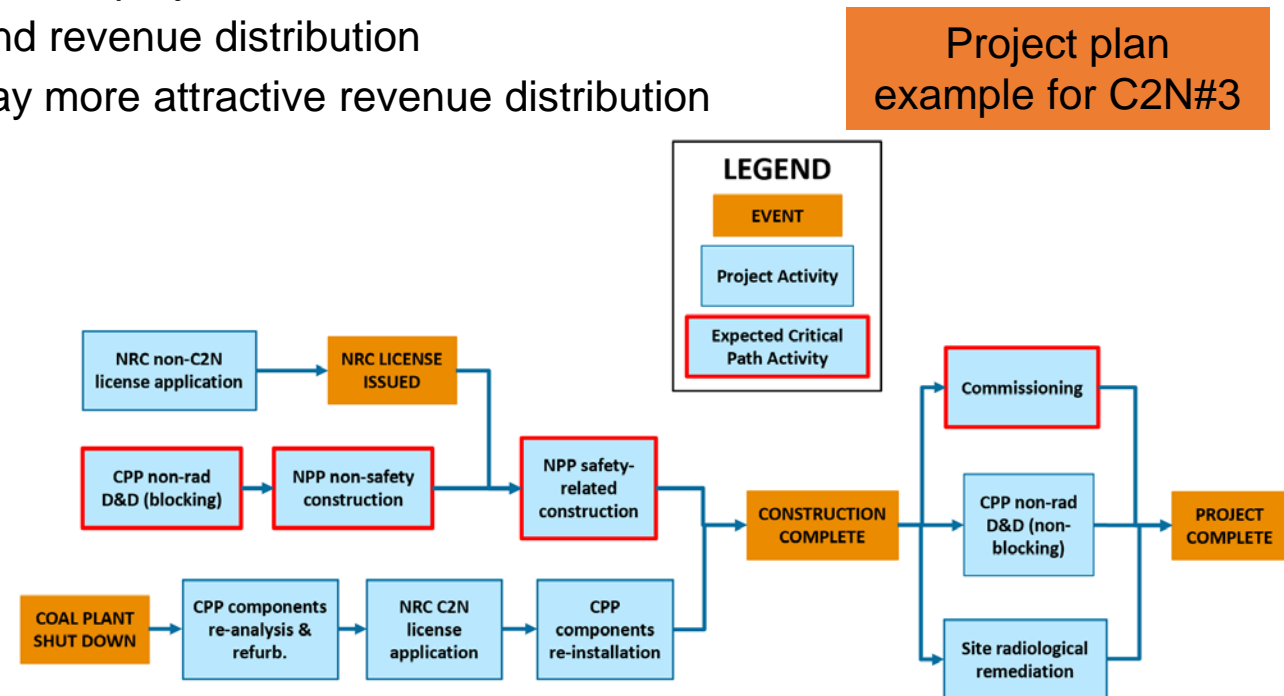 nd revenue distribution
ay more attractive revenue distribution
Project plan
example for C2N#3
LEGEND
EVENT
Project Activity
Expected Critical
Path Activity
NRC non-C2N
license application
NRC LICENSE
ISSUED
CPP non-rad
D&D (blocking)
NPP non-safety
construction
NPP safety-
related
construction
COAL PLANT
SHUT DOWN
CPP components
re-analysis &
refurb.
NRC C2N
license
application
CPP
components
re-installation
CONSTRUCTION
COMPLETE
Commissioning
CPP non-rad
D&D (non-
blocking)
Site radiological
remediation
PROJECT
COMPLETE